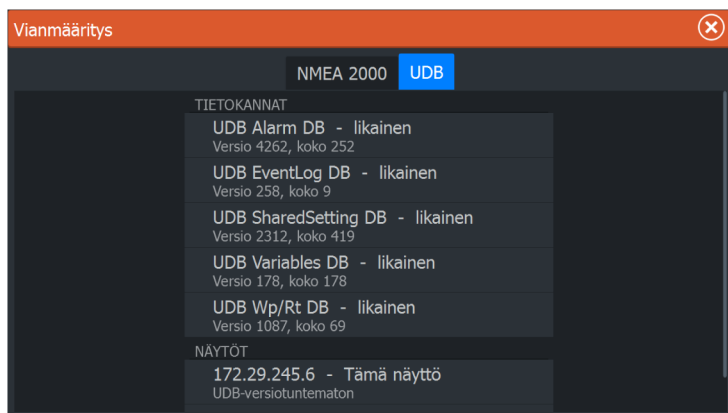 Vianmääritys
NMEA 2000 UDB
TIETOKANNAT
UDB Alarm DB - likainen
Versio 4262, koko 252
UDB EventLog DB - likainen
Versio 258, koko 9
UDB SharedSetting DB - likainen
Versio 2312, koko 419
UDB Variables DB - likainen
Versio 178, koko 178
UDB Wp/Rt DB - likainen
Versio 1087, koko 69
NÄYTÖT
172.29.245.6 - Tämä näyttö
UDB-versiotuntematon